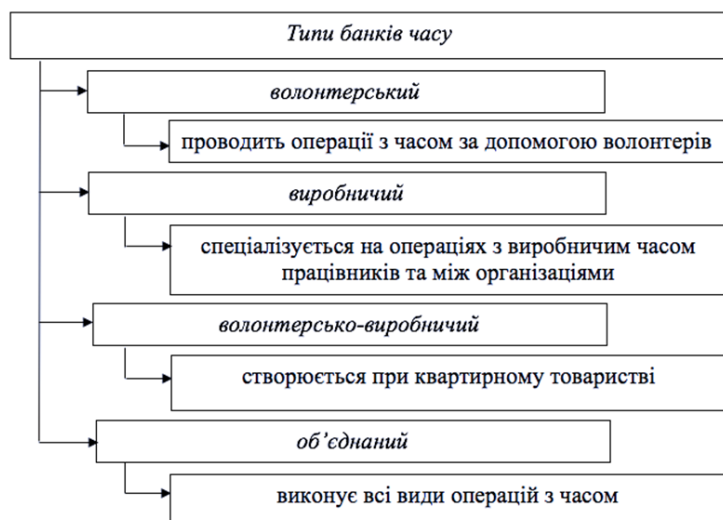 Типи банків часу
волонтерський
проводить операції з часом за допомогою волонтерів
виробничий
спеціалізується на операціях з виробничим часом
працівників та між організаціями
волонтерсько-виробничий
створюється при квартирному товаристві
об’єднаний
виконує всі види операцій з часом